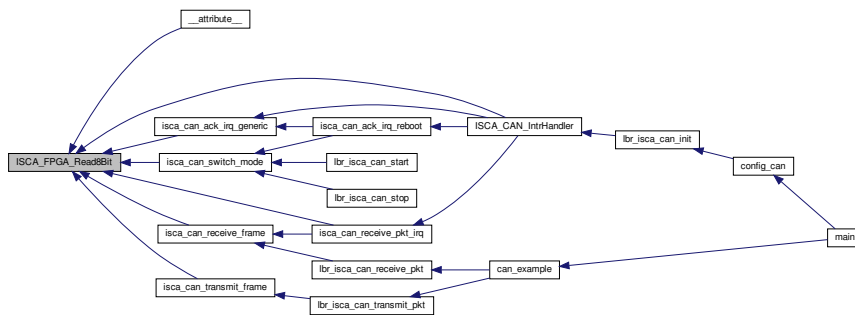 __attribute__
ISCA_FPGA_Read8Bit
isca_can_ack_irq_generic
isca_can_ack_irq_reboot
ISCA_CAN_IntrHandler
lbr_isca_can_init
config_can
main
isca_can_switch_mode
lbr_isca_can_start
lbr_isca_can_stop
isca_can_receive_frame
isca_can_receive_pkt_irq
lbr_isca_can_receive_pkt
can_example
isca_can_transmit_frame
lbr_isca_can_transmit_pkt